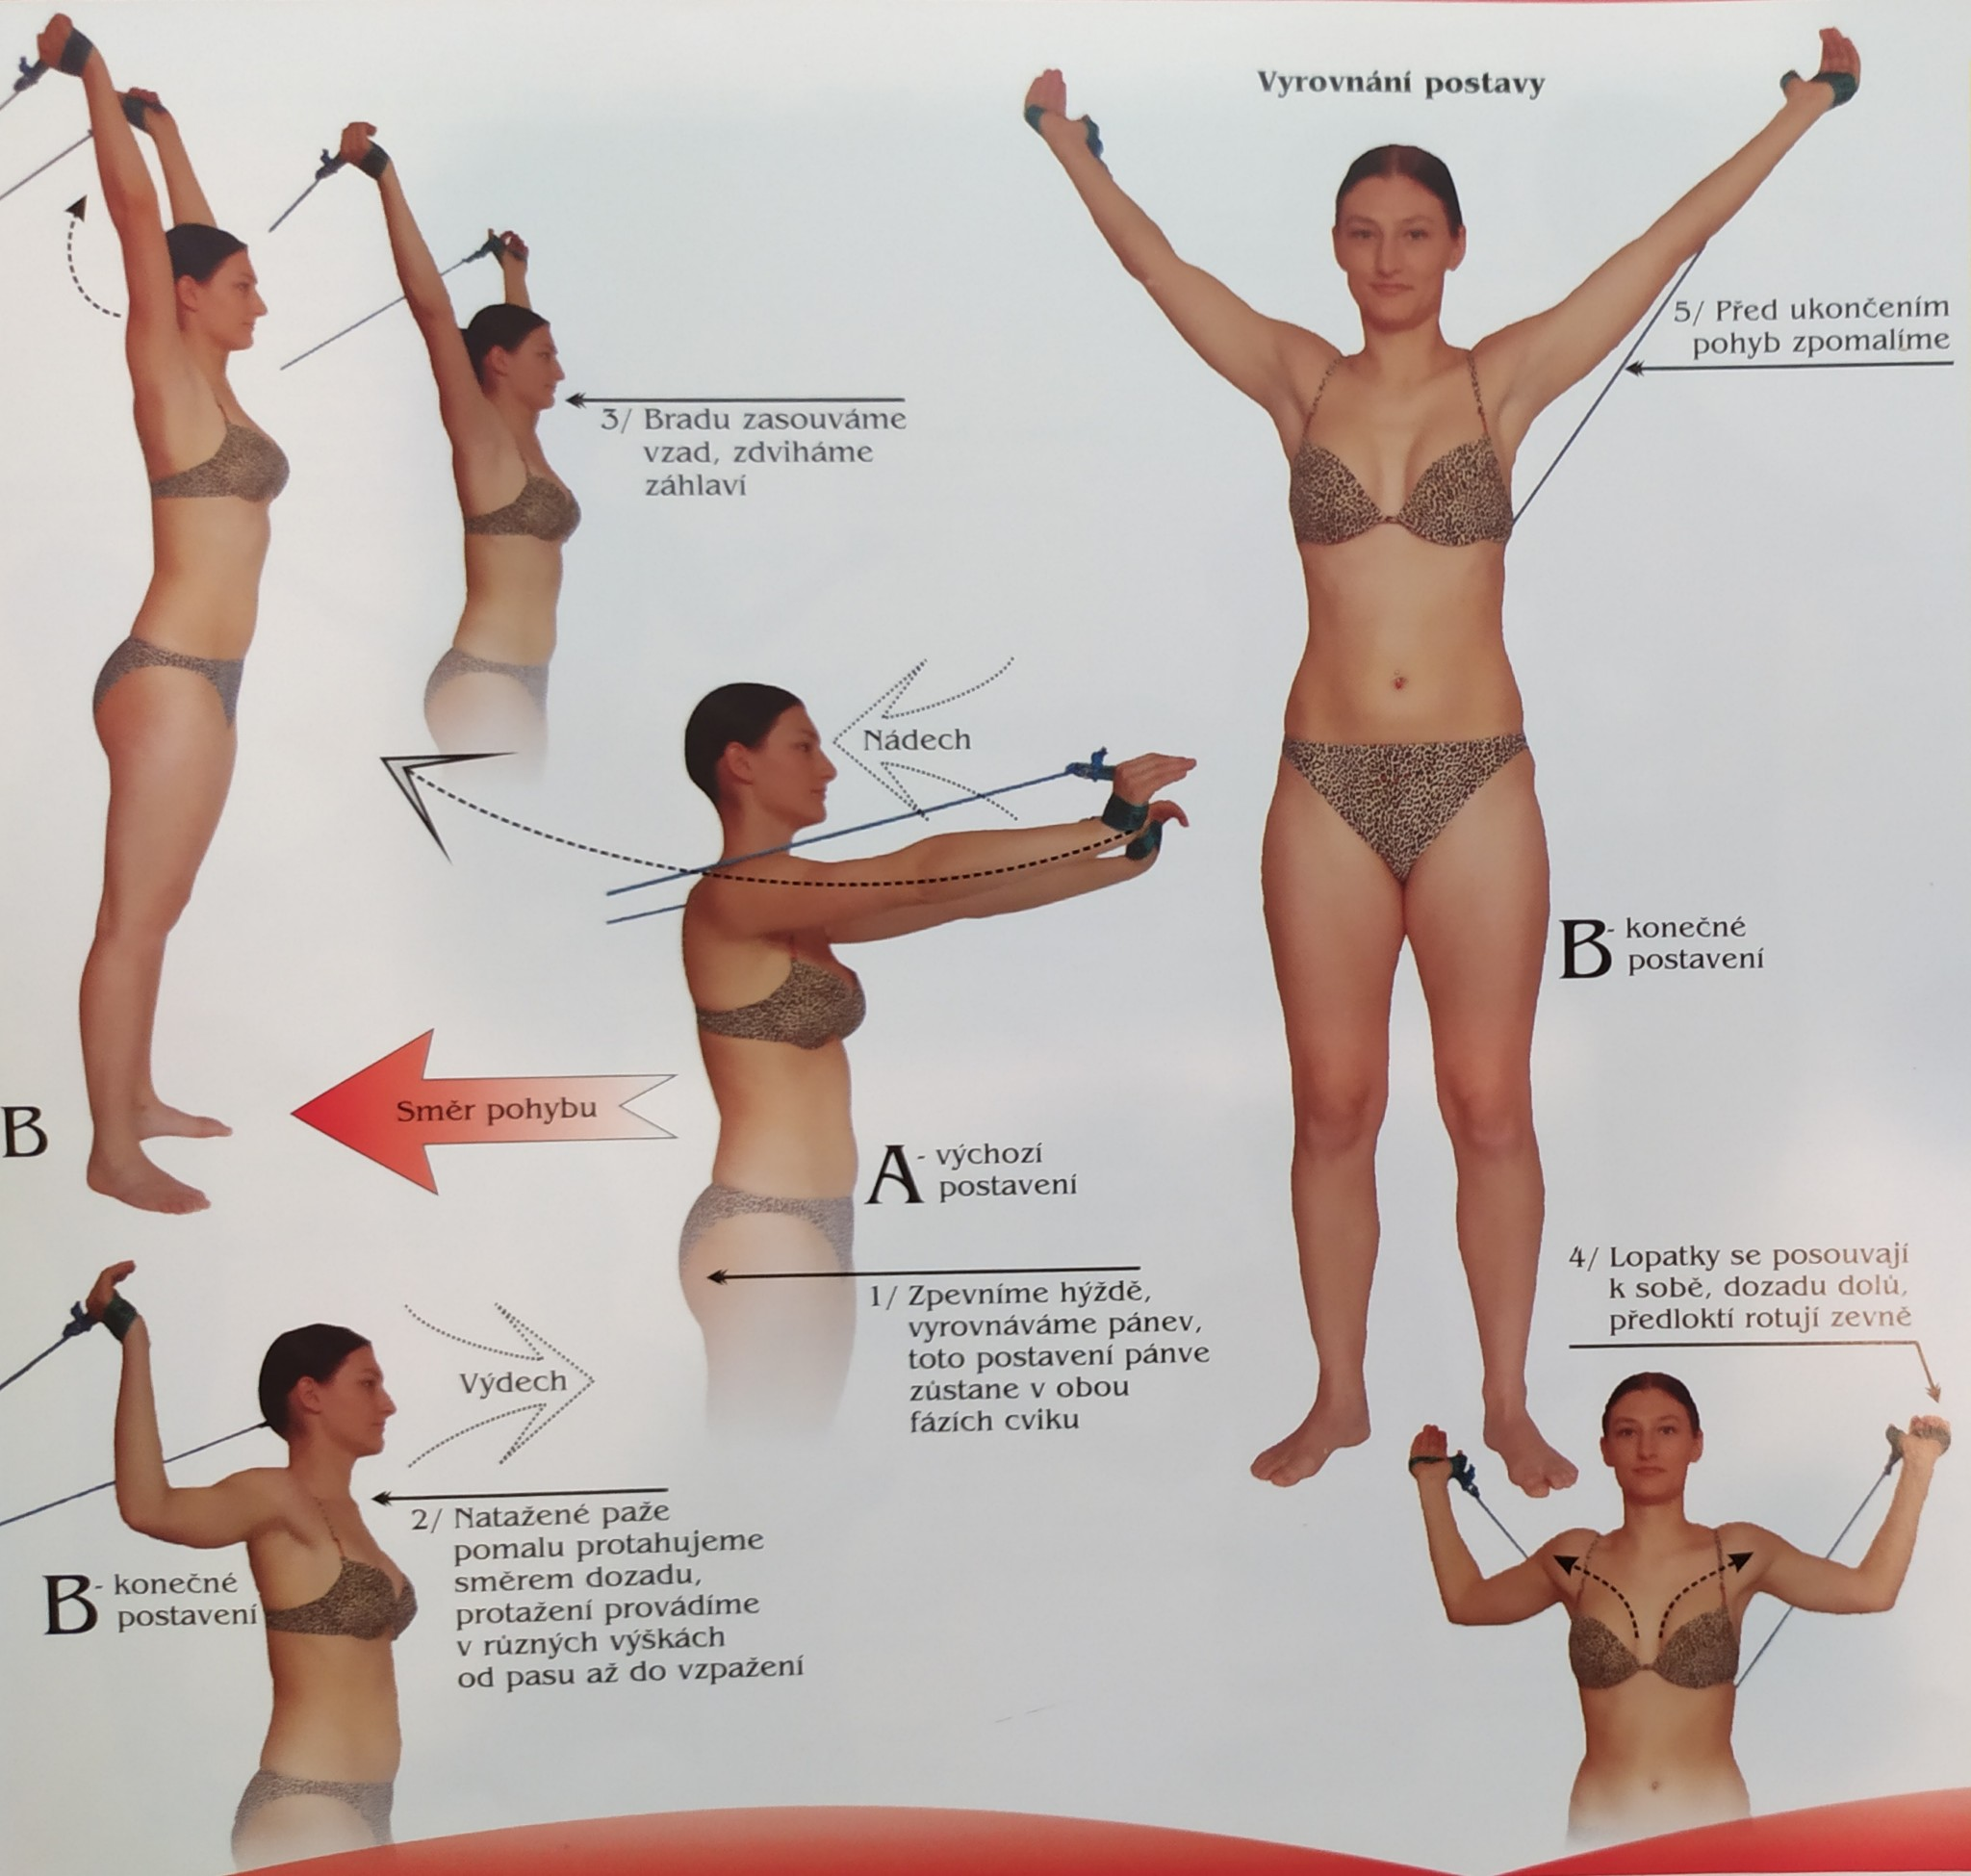 Vyrovnání postavy
5/ Před ukončením
pohyb zpomalíme
3/ Bradu zasouváme
vzad, zdviháme
záhlaví
Nádech
B - konečné
postavení
Směr pohybu
B
A - výchozí
postavení
1/ Zpevníme hýždě,
vyrovnáváme pánev,
toto postavení pánve
zůstane v obou
fázích cviku
4/ Lopatky se posouvají
k sobě, dozadu dolů,
předloktí rotují zevně
Výdech
2/ Natažené paže
pomalu protahujeme
směrem dozadu,
protažení provádíme
v různých výškách
od pasu až do vzpažení
B - konečné
postavení